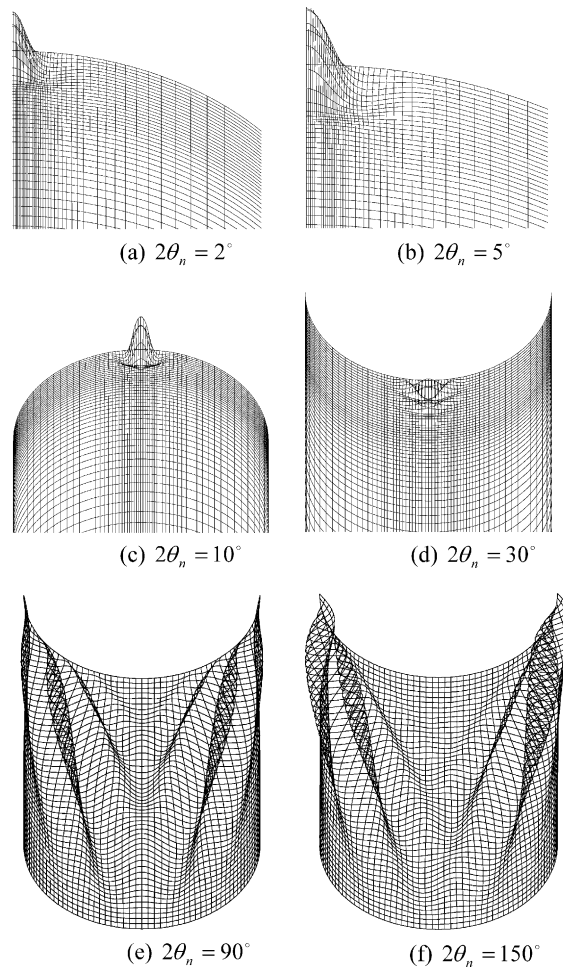 (a) 2θₙ = 2°
(b) 2θₙ = 5°
(c) 2θₙ = 10°
(d) 2θₙ = 30°
(e) 2θₙ = 90°
(f) 2θₙ = 150°